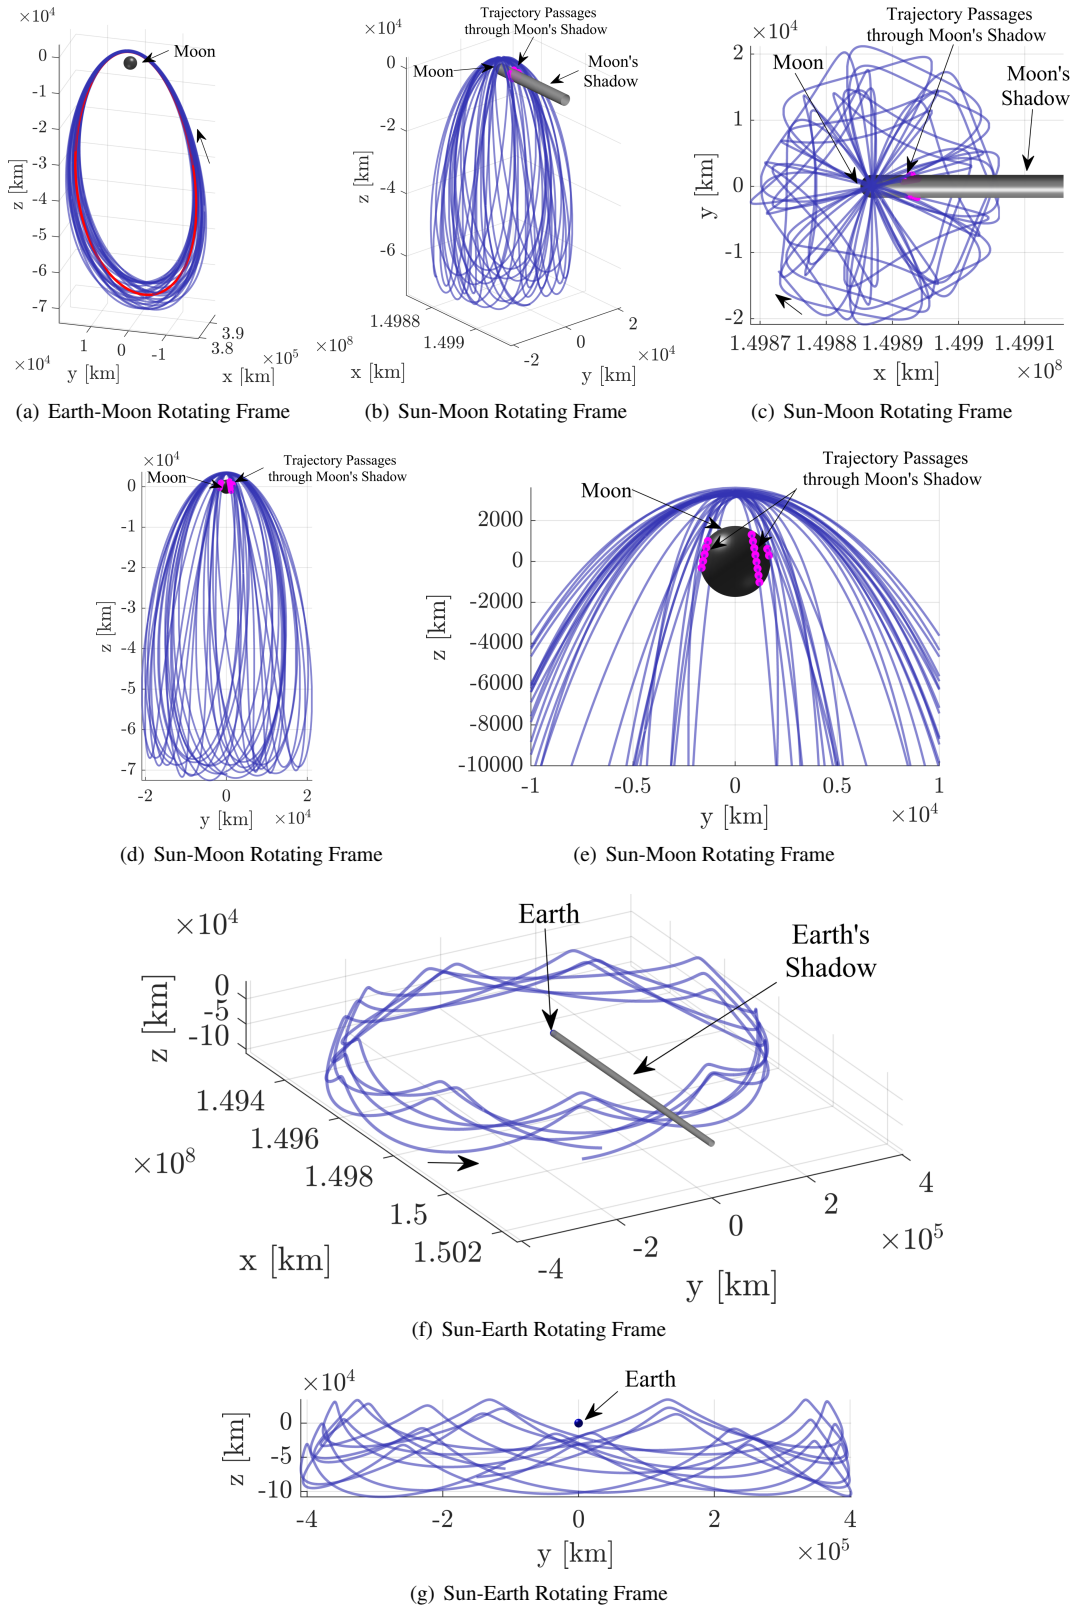 ×10⁴
0
-1
-2
-3
-4
-5
-6
-7
z [km]
Moon
1
0
-1
×10⁴
y [km]
3.9
3.8
×10⁵
x [km]
(a) Earth-Moon Rotating Frame
×10⁴
Trajectory Passages
through Moon's Shadow
Moon
Moon's
Shadow
0
-2
-4
-6
z [km]
1.4988
1.499
×10⁸
x [km]
-2
0
2
×10⁴
y [km]
(b) Sun-Moon Rotating Frame
×10⁴
Trajectory Passages
through Moon's Shadow
Moon
Moon's
Shadow
2
1
0
-1
-2
y [km]
1.4987 1.4988 1.4989 1.499 1.4991
x [km]
×10⁸
(c) Sun-Moon Rotating Frame
×10⁴
Moon
Trajectory Passages
through Moon's Shadow
0
-1
-2
-3
-4
-5
-6
-7
z [km]
-2 0 2
y [km]
×10⁴
(d) Sun-Moon Rotating Frame
Trajectory Passages
through Moon's Shadow
Moon
2000
0
-2000
-4000
-6000
-8000
-10000
z [km]
-1 -0.5 0 0.5 1
y [km]
×10⁴
(e) Sun-Moon Rotating Frame
×10⁴
Earth
Earth's
Shadow
0
-5
-10
z [km]
1.494
1.496
1.498
1.5
1.502
×10⁸
x [km]
-4
-2
0
2
4
×10⁵
y [km]
(f) Sun-Earth Rotating Frame
×10⁴
Earth
0
-5
-10
z [km]
-4 -2 0 2 4
y [km]
×10⁵
(g) Sun-Earth Rotating Frame